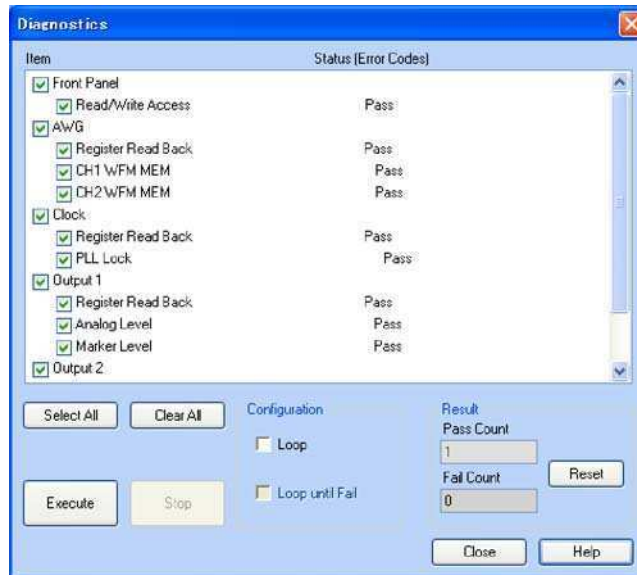 Diagnostics
Item Status (Error Codes)
Front Panel
Read/Write Access Pass
AWG
Register Read Back Pass
CH1 WFM MEM Pass
CH2 WFM MEM Pass
Clock
Register Read Back Pass
PLL Lock Pass
Output 1
Register Read Back Pass
Analog Level Pass
Marker Level Pass
Output 2
Select All Clear All
Configuration
Loop
Loop until Fail
Result
Pass Count
1
Fail Count
0
Reset
Execute Stop
Close Help